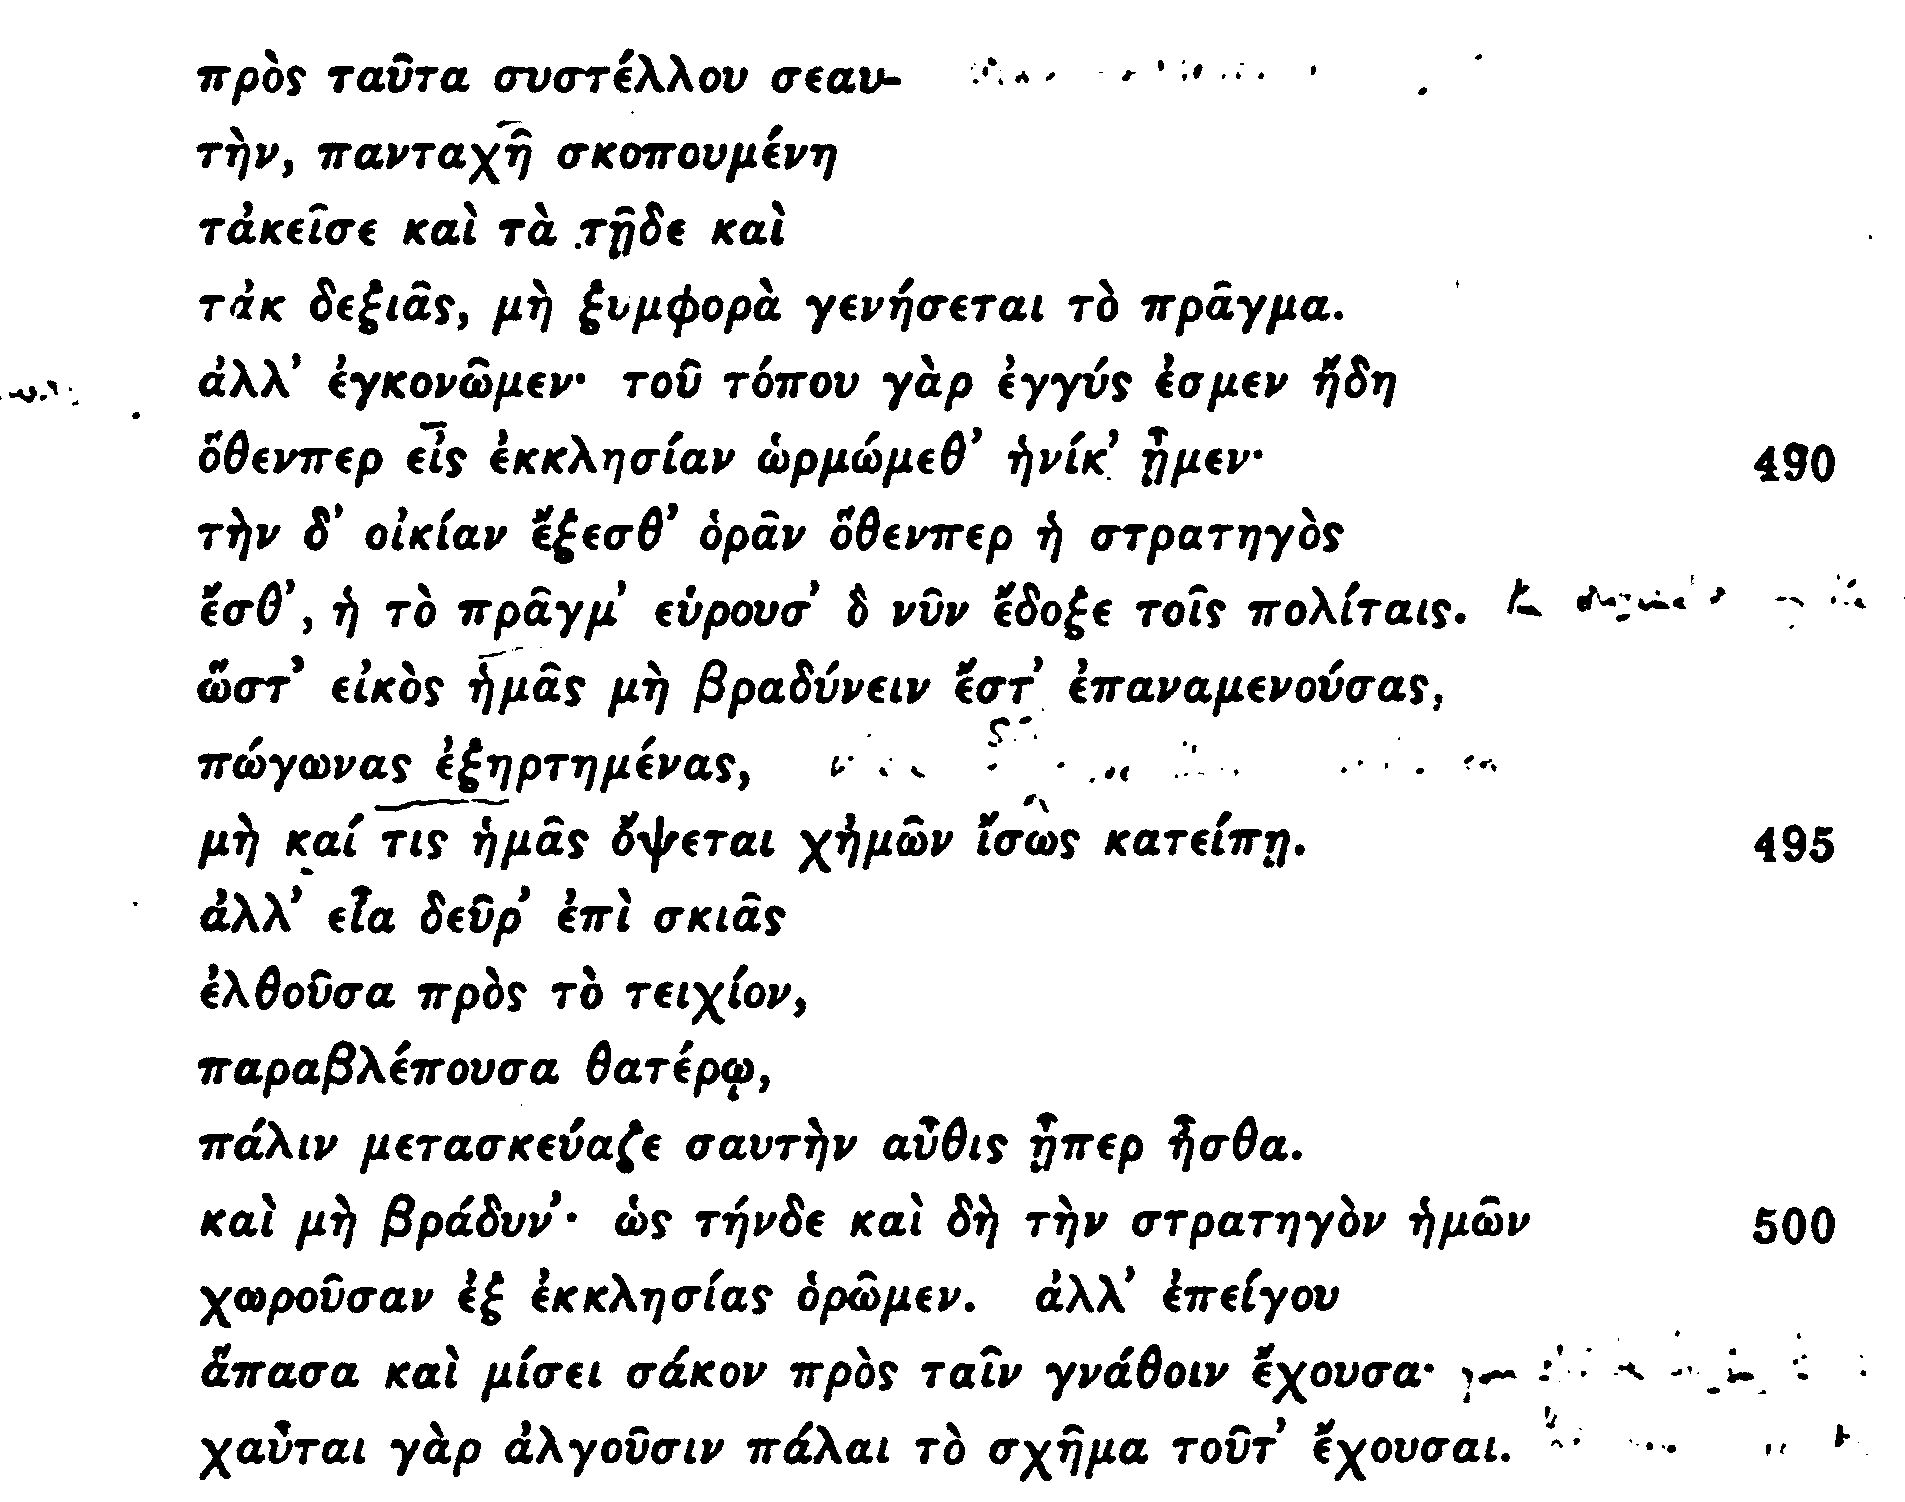 πρὸς ταῦτα συστέλλου σεαυ-
τὴν, πανταχῆ σκοπουμένη
τἀκεῖσε καὶ τὰ τῇδε καὶ
τἀκ δεξιᾶς, μὴ ξυμφορὰ γενήσεται τὸ πρᾶγμα.
ἀλλ' ἐγκονῶμεν· τοῦ τόπου γὰρ ἐγγύς ἐσμεν ἤδη
ὅθενπερ εἰς ἐκκλησίαν ὡρμώμεθ' ἡνίκ' ᾖμεν· 490
τὴν δ' οἰκίαν ἔξεσθ' ὁρᾶν ὅθενπερ ἡ στρατηγὸς
ἔσθ', ἡ τὸ πρᾶγμ' εὑροῦσ' ὃ νῦν ἔδοξε τοῖς πολίταις.
ὥστ' εἰκὸς ἡμᾶς μὴ βραδύνειν ἔστ' ἐπαναμενούσας,
πώγωνας ἐξηρτημένας,
μὴ καί τις ἡμᾶς ὄψεται χἠμῶν ἴσως κατείπῃ. 495
ἀλλ' εἶα δεῦρ' ἐπὶ σκιᾶς
ἐλθοῦσα πρὸς τὸ τειχίον,
παραβλέπουσα θατέρῳ,
πάλιν μετασκεύαζε σαυτὴν αὖθις ᾗπερ ἦσθα.
καὶ μὴ βράδυν'· ὡς τήνδε καὶ δὴ τὴν στρατηγὸν ἡμῶν 500
χωροῦσαν ἐξ ἐκκλησίας ὁρῶμεν. ἀλλ' ἐπείγου
ἅπασα καὶ μίσει σάκον πρὸς ταῖν γνάθοιν ἔχουσα·
χαὖται γὰρ ἀλγοῦσιν πάλαι τὸ σχῆμα τοῦτ' ἔχουσαι.